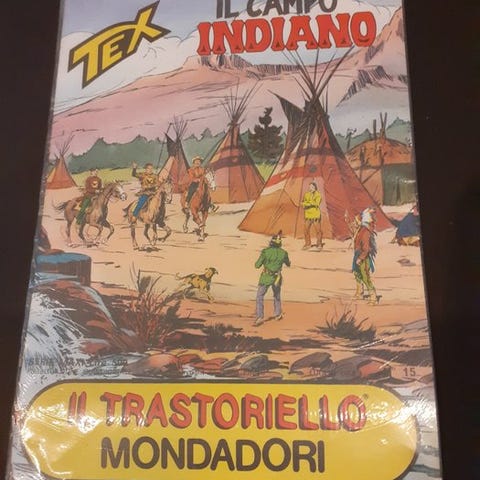 TEX
IL CAMPO
INDIANO
15
IL TRASTORIELLO
MONDADORI